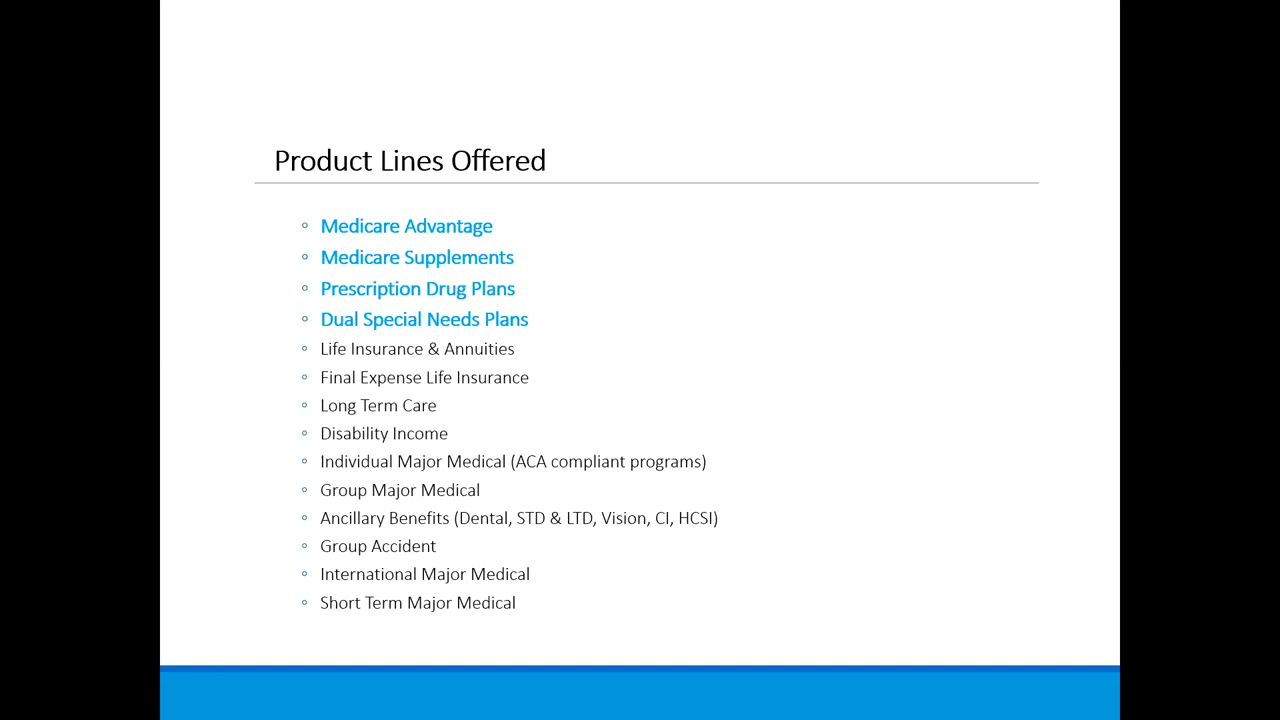 Product Lines Offered
Medicare Advantage
Medicare Supplements
Prescription Drug Plans
Dual Special Needs Plans
Life Insurance & Annuities
Final Expense Life Insurance
Long Term Care
Disability Income
Individual Major Medical (ACA compliant programs)
Group Major Medical
Ancillary Benefits (Dental, STD & LTD, Vision, CI, HCSI)
Group Accident
International Major Medical
Short Term Major Medical